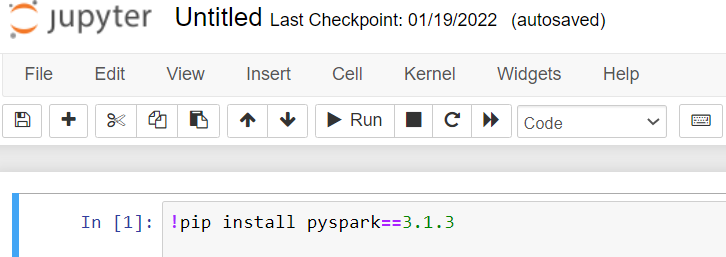 jupyter Untitled Last Checkpoint: 01/19/2022 (autosaved)
File Edit View Insert Cell Kernel Widgets Help
Run Code
In [1]: !pip install pyspark==3.1.3